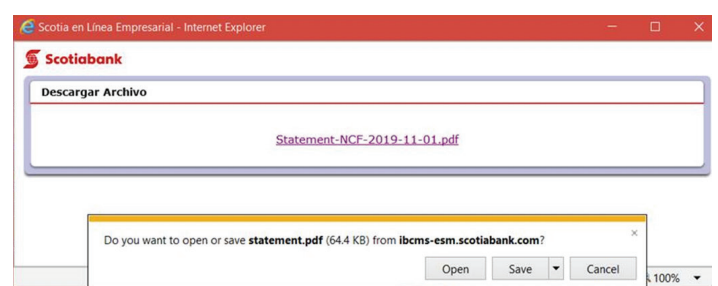 Scotia en Línea Empresarial - Internet Explorer
Scotiabank
Descargar Archivo
Statement-NCF-2019-11-01.pdf
Do you want to open or save statement.pdf (64.4 KB) from ibcms-esm.scotiabank.com?
Open Save Cancel
100%